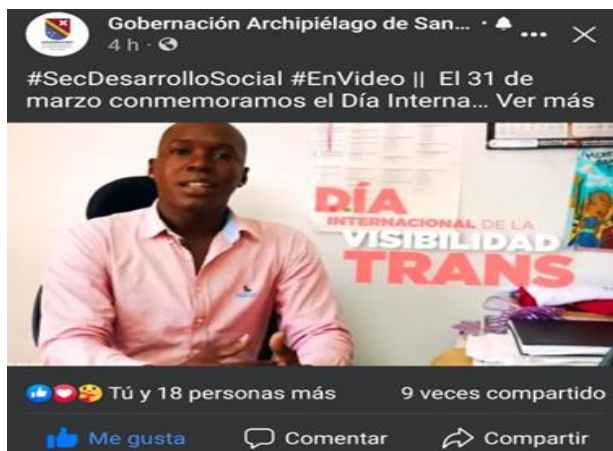 Gobernación Archipiélago de San... ·
4 h ·
#SecDesarrolloSocial #EnVideo || El 31 de
marzo conmemoramos el Día Interna... Ver más
DÍA
INTERNACIONAL DE LA
VISIBILIDAD
TRANS
Tú y 18 personas más
9 veces compartido
Me gusta
Comentar
Compartir